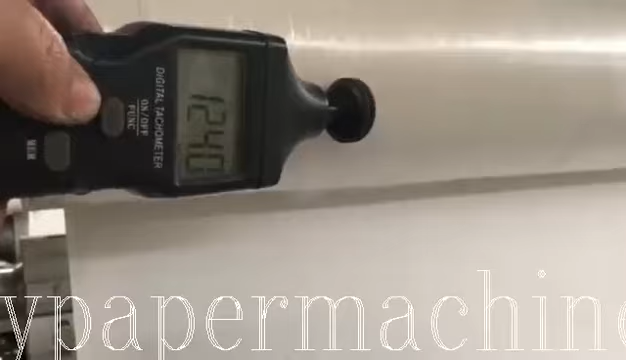 1240
DIGITAL TACHOMETER
ON/OFF
FUNC
MEM
ypapermachine